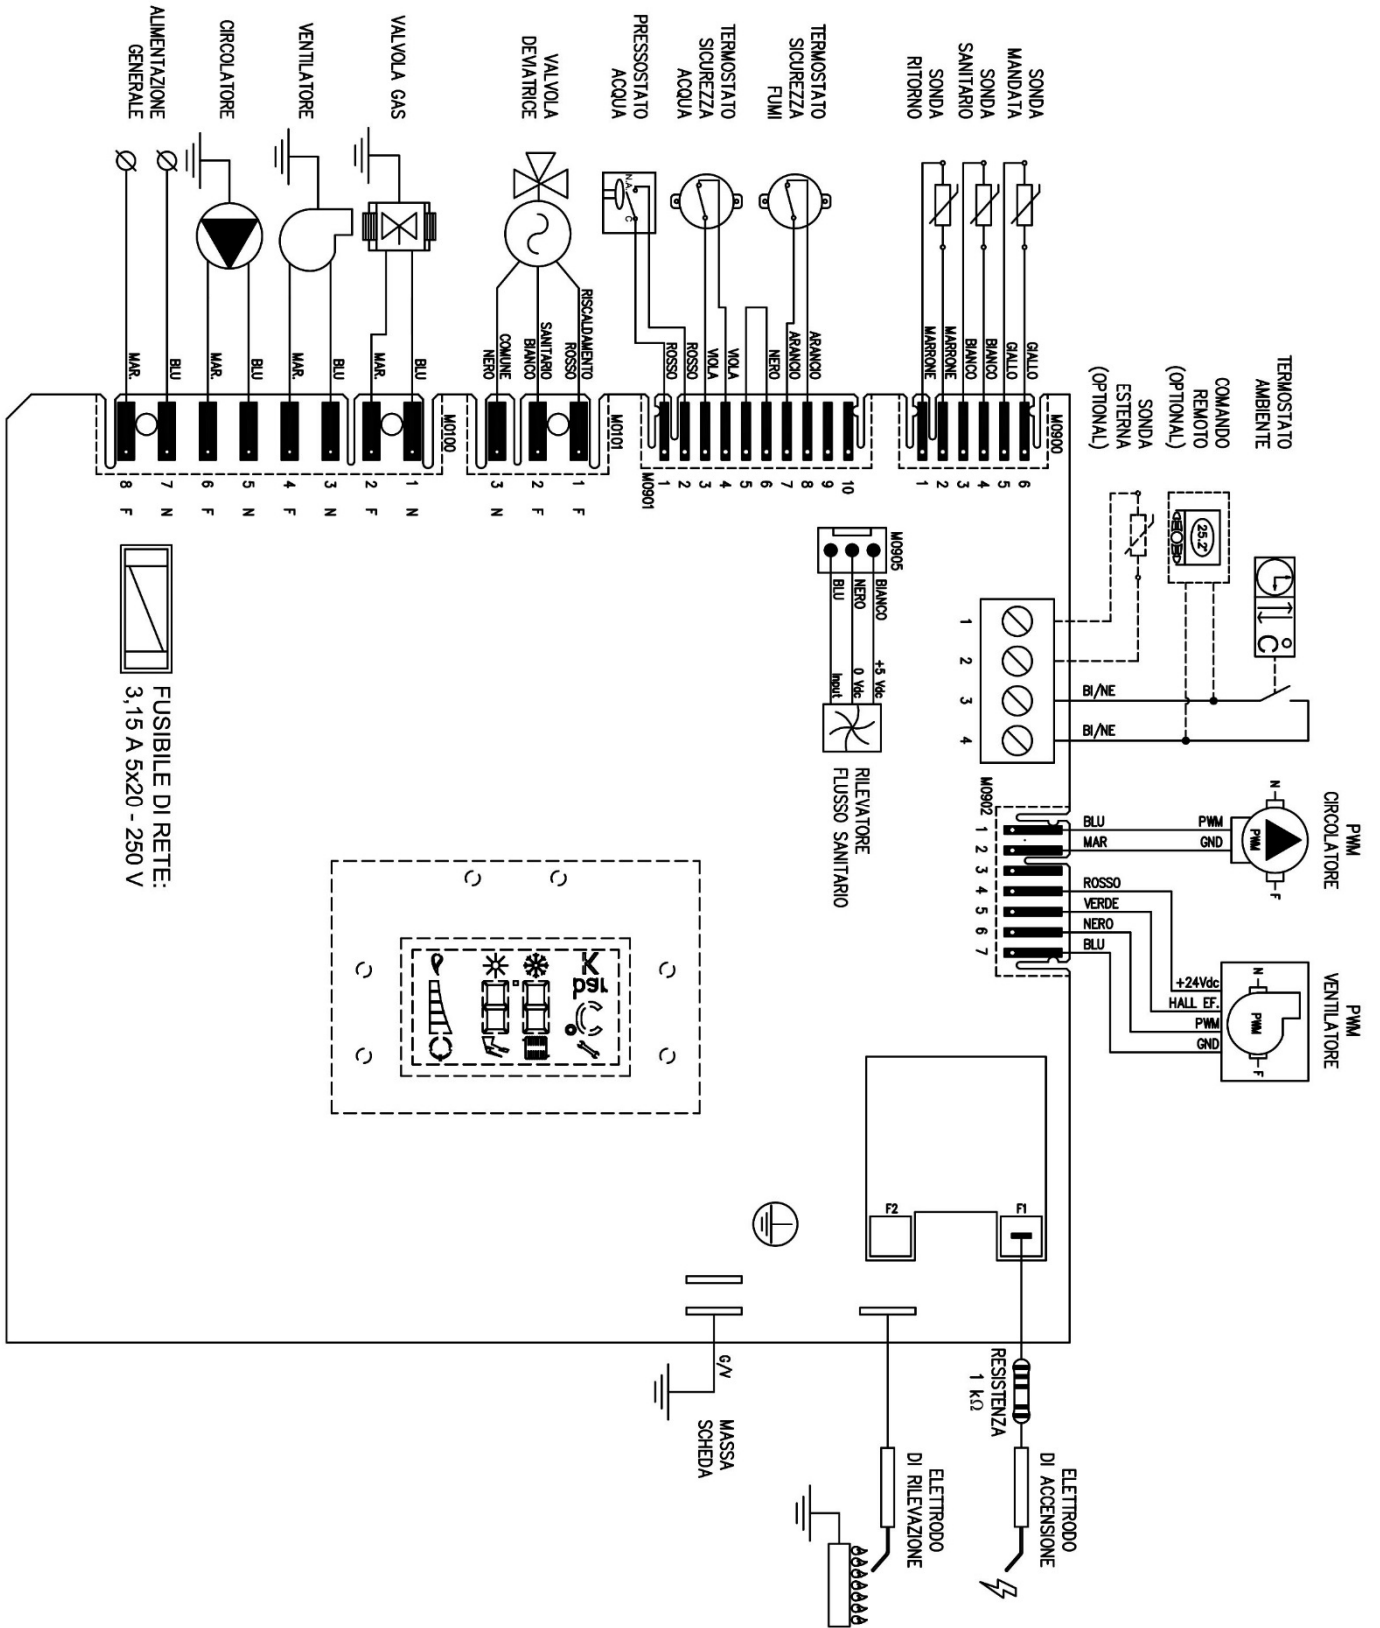 SONDA
MANDATA
SONDA
SANITARIO
SONDA
RITORNO
TERMOSTATO
SICUREZZA
FUMI
TERMOSTATO
SICUREZZA
ACQUA
PRESSOSTATO
ACQUA
VALVOLA
DEVIATRICE
VALVOLA GAS
VENTILATORE
CIRCOLATORE
ALIMENTAZIONE
GENERALE
N.A.
C
GIALLO
GIALLO
BIANCO
BIANCO
MARRONE
MARRONE
ARANCIO
ARANCIO
NERO
VIOLA
VIOLA
ROSSO
ROSSO
RISCALDAMENTO
ROSSO
SANITARIO
BIANCO
COMUNE
NERO
BLU
MAR.
BLU
MAR.
BLU
MAR.
BLU
MAR.
M0900
6
5
4
3
2
1
M0901
10
9
8
7
6
5
4
3
2
1
M0101
1 F
2 F
3 N
M0100
1 N
2 F
3 N
4 F
5 N
6 F
7 N
8 F
FUSIBILE DI RETE:
3,15 A 5x20 - 250 V
TERMOSTATO
AMBIENTE
COMANDO
REMOTO
(OPTIONAL)
SONDA
ESTERNA
(OPTIONAL)
25.2°
°C
BI/NE
BI/NE
1
2
3
4
M0905
BIANCO
NERO
BLU
+5 Vdc
0 Vdc
Input
RILEVATORE
FLUSSO SANITARIO
PWM
CIRCOLATORE
N
PWM
F
PWM
GND
BLU
MAR
ROSSO
VERDE
NERO
BLU
M0902
1
2
3
4
5
6
7
PWM
VENTILATORE
N
PWM
F
+24Vdc
HALL EF.
PWM
GND
K
psi
F1
F2
RESISTENZA
1 kΩ
ELETTRODO
DI ACCENSIONE
ELETTRODO
DI RILEVAZIONE
G/V
MASSA
SCHEDA